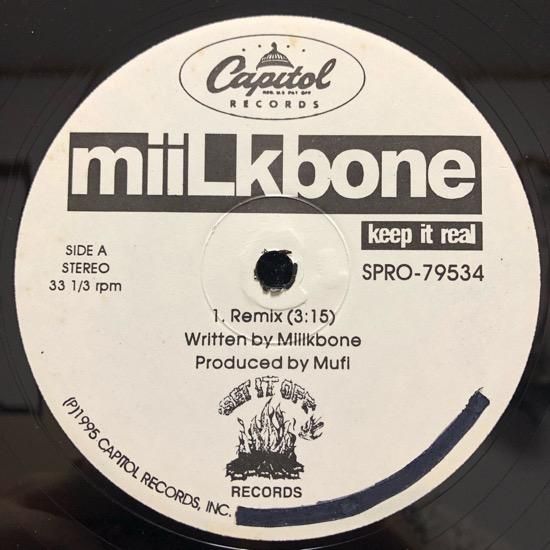 Capitol
REG. U.S. PAT. OFF.
RECORDS
miiLkbone
keep it real
SIDE A
STEREO
33 1/3 rpm
SPRO-79534
1. Remix (3:15)
Written by Miilkbone
Produced by Mufi
SET IT OFF
RECORDS
(P)1995 CAPITOL RECORDS, INC.